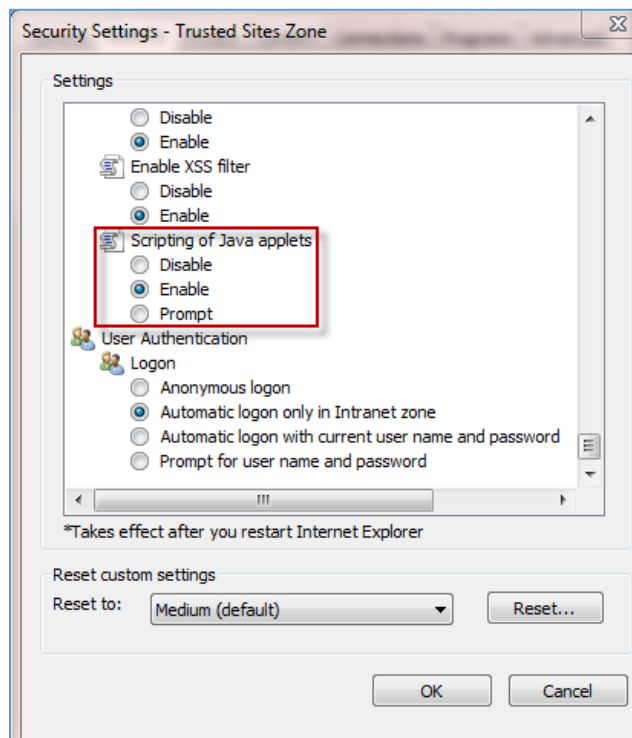 Security Settings - Trusted Sites Zone
Settings
Disable
Enable
Enable XSS filter
Disable
Enable
Scripting of Java applets
Disable
Enable
Prompt
User Authentication
Logon
Anonymous logon
Automatic logon only in Intranet zone
Automatic logon with current user name and password
Prompt for user name and password
*Takes effect after you restart Internet Explorer
Reset custom settings
Reset to:
Medium (default)
Reset...
OK
Cancel